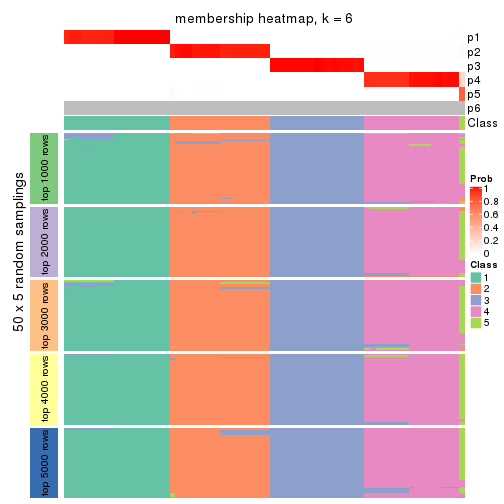 membership heatmap, k = 6
p1
p2
p3
p4
p5
p6
Class
50 x 5 random samplings
top 1000 rows
top 2000 rows
top 3000 rows
top 4000 rows
top 5000 rows
Prob
1
0.8
0.6
0.4
0.2
0
Class
1
2
3
4
5